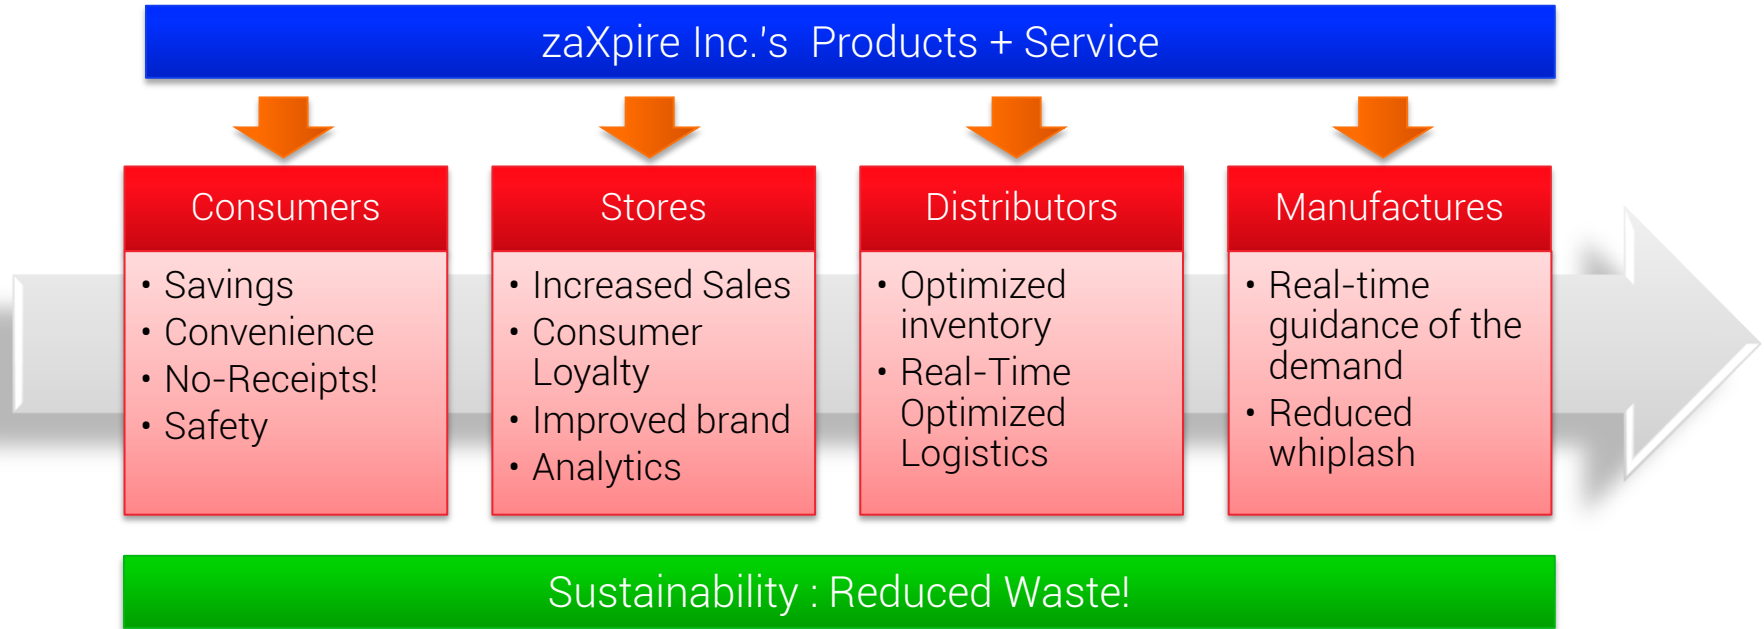 zaXpire Inc.'s  Products + Service
Consumers
• Savings
• Convenience
• No-Receipts!
• Safety
Stores
• Increased Sales
• Consumer
Loyalty
• Improved brand
• Analytics
Distributors
• Optimized
inventory
• Real-Time
Optimized
Logistics
Manufactures
• Real-time
guidance of the
demand
• Reduced
whiplash
Sustainability : Reduced Waste!